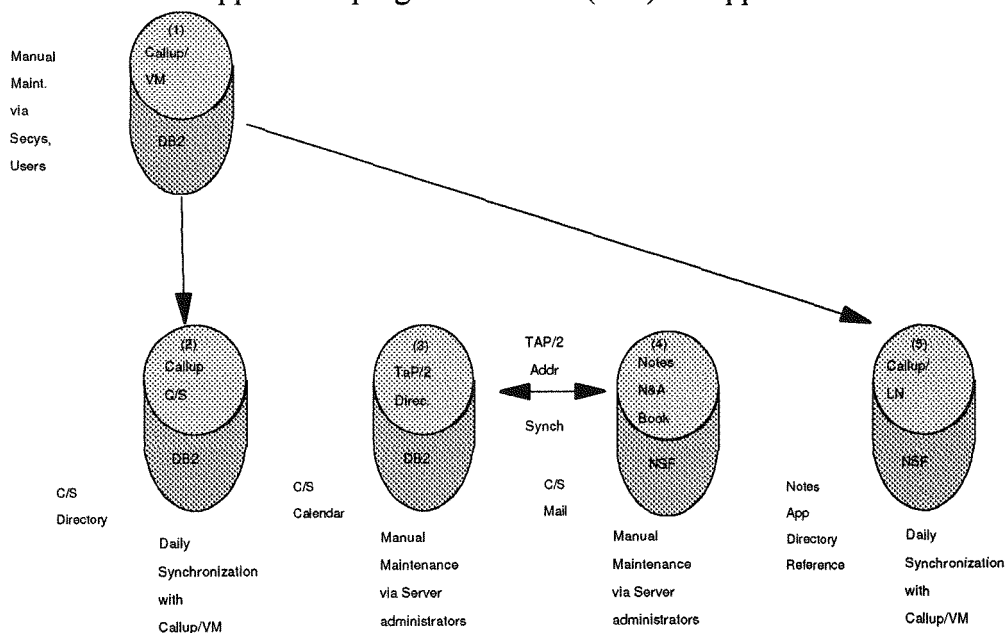 (1)
Callup/
VM
DB2
Manual
Maint.
via
Secys,
Users
(2)
Callup
C/S
DB2
C/S
Directory
Daily
Synchronization
with
Callup/VM
(3)
TaP/2
Direc.
DB2
C/S
Calendar
Manual
Maintenance
via Server
administrators
TAP/2
Addr
Synch
(4)
Notes
N&A
Book
NSF
C/S
Mail
Manual
Maintenance
via Server
administrators
(5)
Callup/
LN
NSF
Notes
App
Directory
Reference
Daily
Synchronization
with
Callup/VM